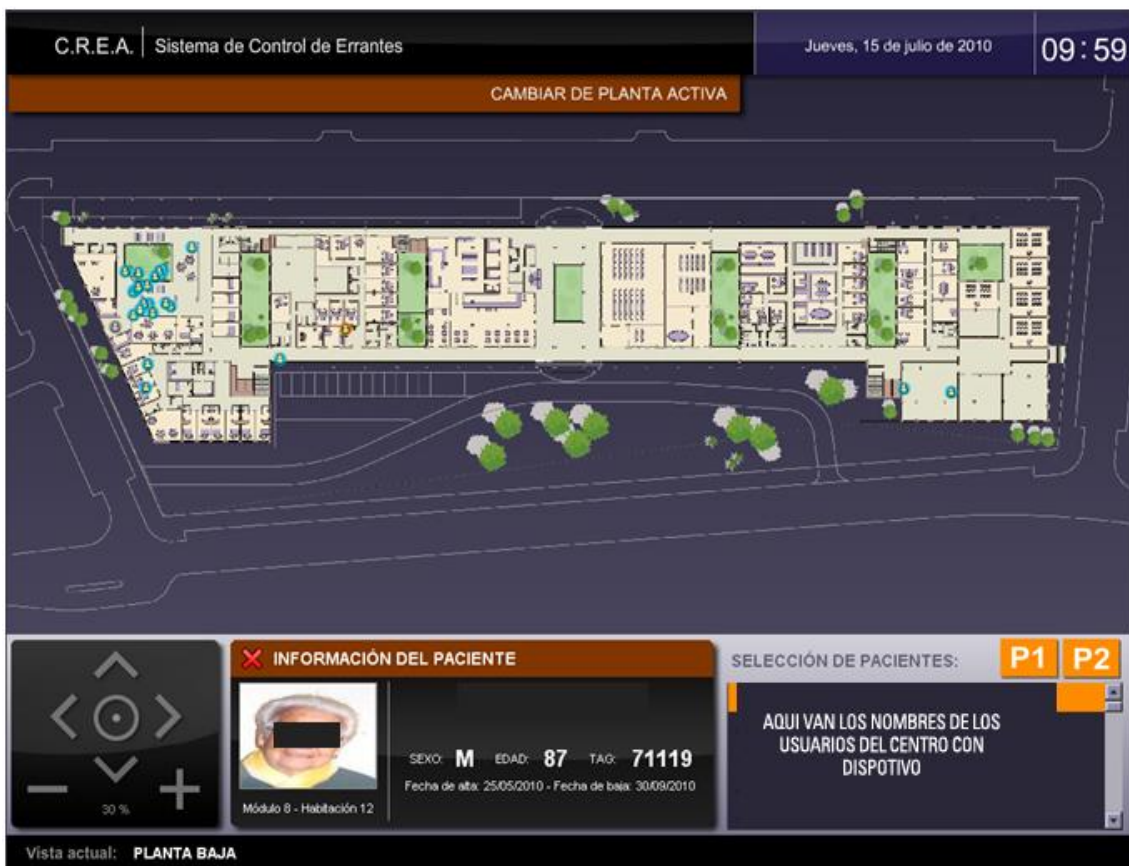 C.R.E.A. Sistema de Control de Errantes
Jueves, 15 de julio de 2010
09:59
CAMBIAR DE PLANTA ACTIVA
INFORMACIÓN DEL PACIENTE
SEXO: M EDAD: 87 TAG: 71119
Fecha de alta: 25/05/2010 - Fecha de baja: 30/09/2010
Módulo 8 - Habitación 12
30 %
SELECCIÓN DE PACIENTES:
P1 P2
AQUI VAN LOS NOMBRES DE LOS
USUARIOS DEL CENTRO CON
DISPOTIVO
Vista actual: PLANTA BAJA